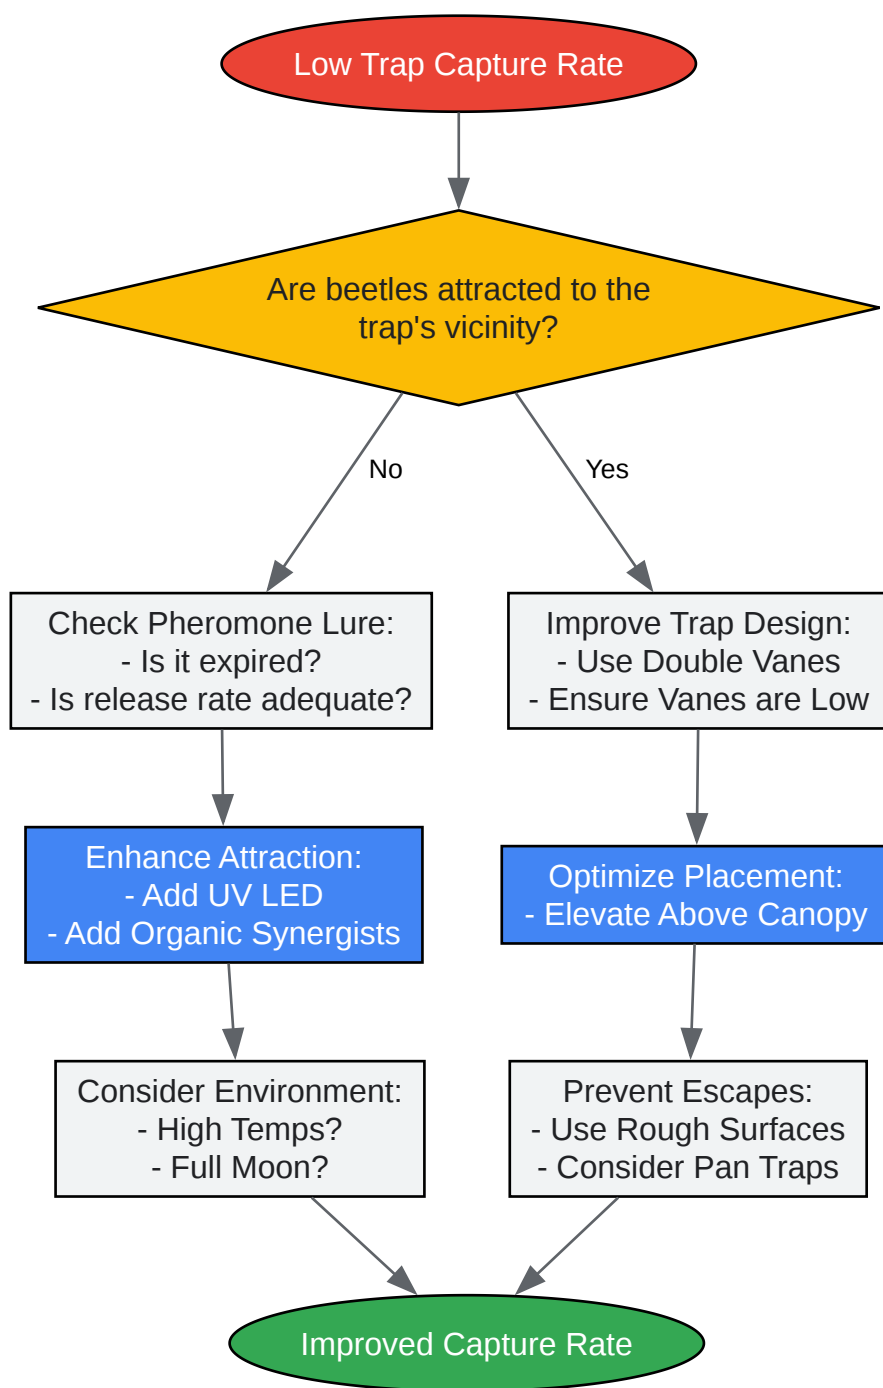 Low Trap Capture Rate
Are beetles attracted to the
trap's vicinity?
No
Yes
Check Pheromone Lure:
- Is it expired?
- Is release rate adequate?
Improve Trap Design:
- Use Double Vanes
- Ensure Vanes are Low
Enhance Attraction:
- Add UV LED
- Add Organic Synergists
Optimize Placement:
- Elevate Above Canopy
Consider Environment:
- High Temps?
- Full Moon?
Prevent Escapes:
- Use Rough Surfaces
- Consider Pan Traps
Improved Capture Rate